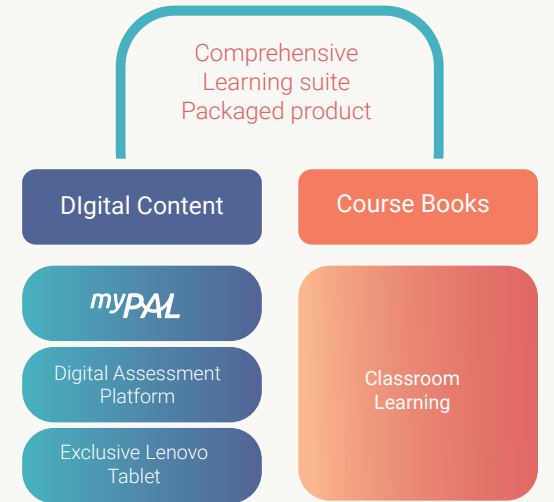 Comprehensive
Learning suite
Packaged product
DIgital Content
Course Books
myPAL
Digital Assessment
Platform
Exclusive Lenovo
Tablet
Classroom
Learning